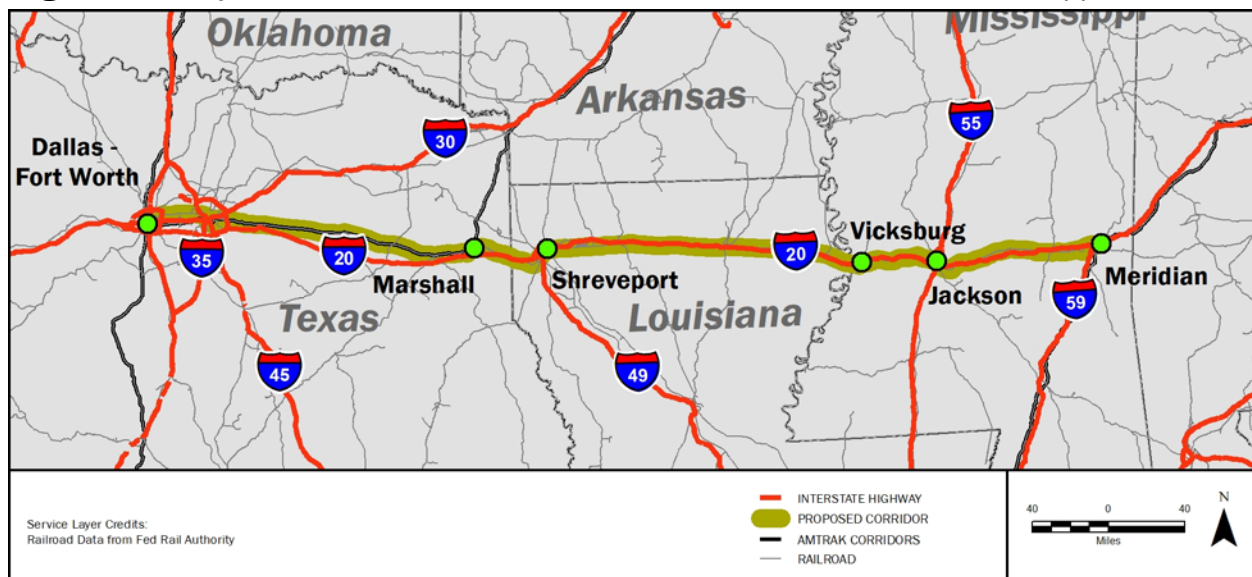 Oklahoma
Mississippi
Arkansas
30
55
Dallas -
Fort Worth
Vicksburg
35
20
Marshall
Shreveport
20
Jackson
Meridian
59
Texas
Louisiana
45
49
Service Layer Credits:
Railroad Data from Fed Rail Authority
INTERSTATE HIGHWAY
PROPOSED CORRIDOR
AMTRAK CORRIDORS
RAILROAD
40 0 40
Miles
N